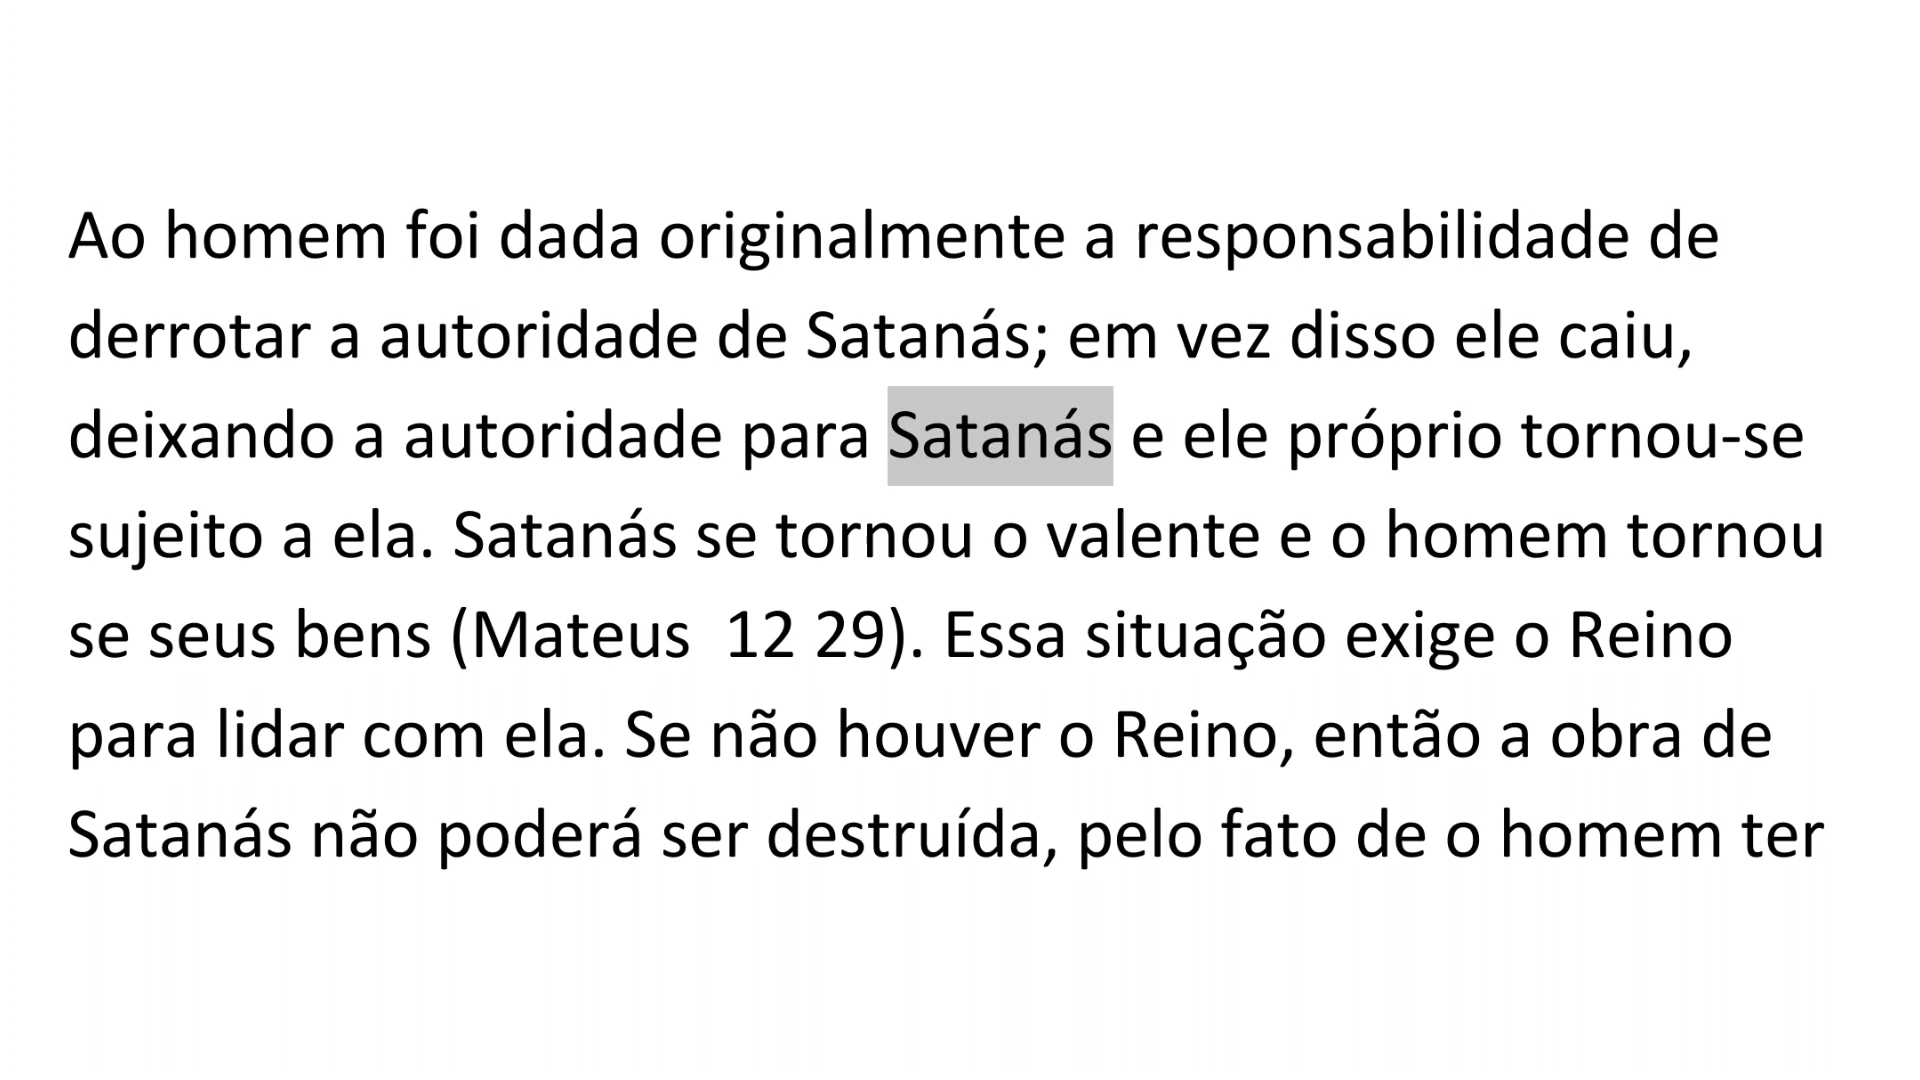 Ao homem foi dada originalmente a responsabilidade de
derrotar a autoridade de Satanás; em vez disso ele caiu,
deixando a autoridade para Satanás e ele próprio tornou-se
sujeito a ela. Satanás se tornou o valente e o homem tornou
se seus bens (Mateus  12 29). Essa situação exige o Reino
para lidar com ela. Se não houver o Reino, então a obra de
Satanás não poderá ser destruída, pelo fato de o homem ter